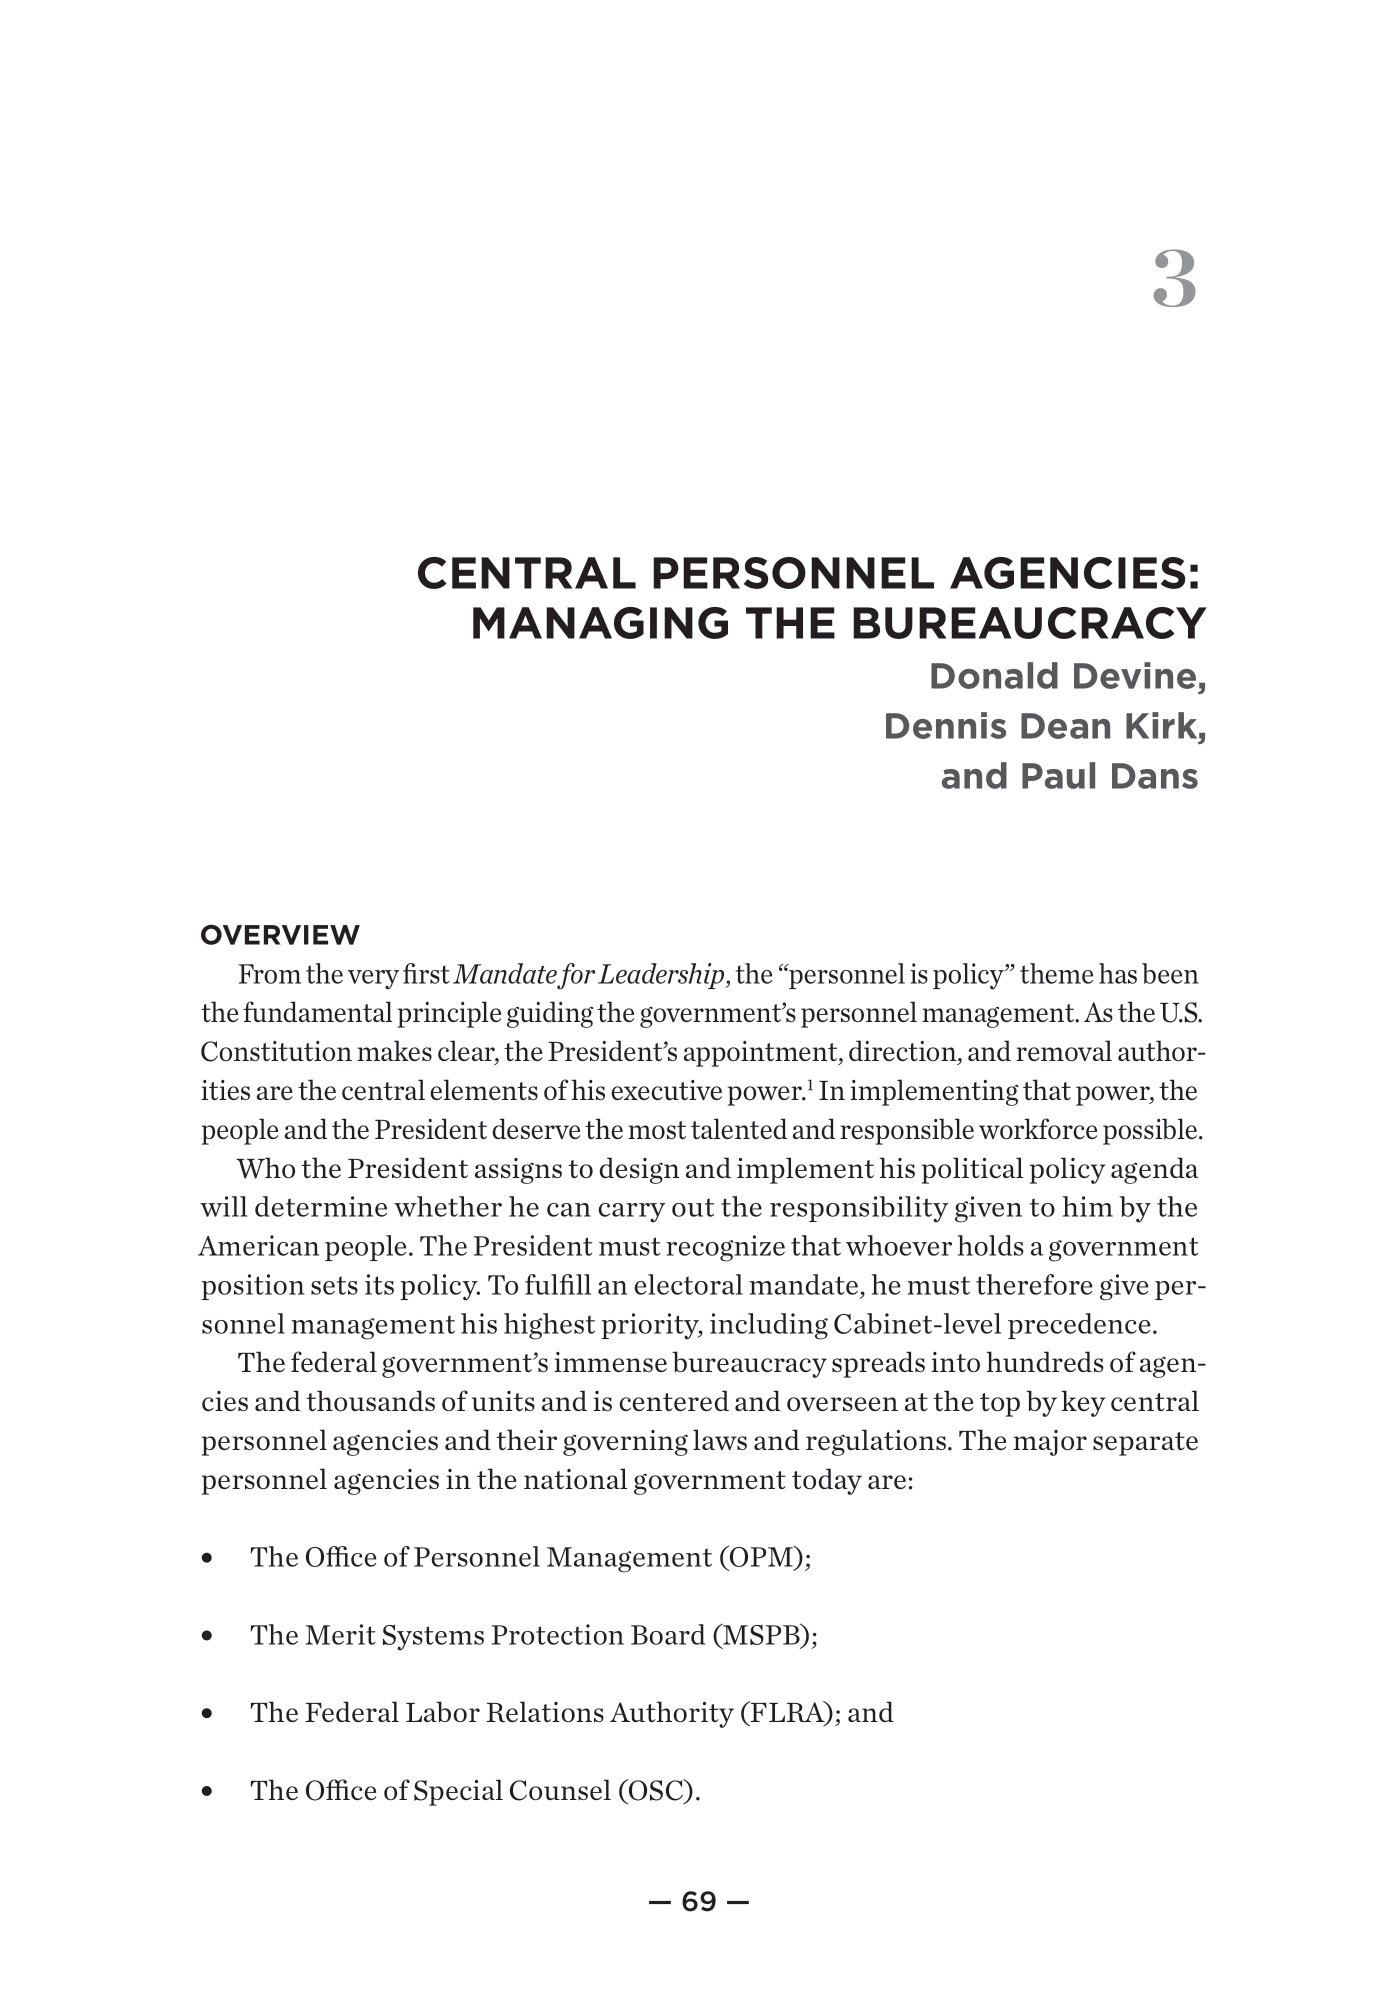 3
CENTRAL PERSONNEL AGENCIES:
MANAGING THE BUREAUCRACY
Donald Devine,
Dennis Dean Kirk,
and Paul Dans
OVERVIEW
From the very first Mandate for Leadership, the “personnel is policy” theme has been
the fundamental principle guiding the government’s personnel management. As the U.S.
Constitution makes clear, the President’s appointment, direction, and removal author-
ities are the central elements of his executive power.¹ In implementing that power, the
people and the President deserve the most talented and responsible workforce possible.
Who the President assigns to design and implement his political policy agenda
will determine whether he can carry out the responsibility given to him by the
American people. The President must recognize that whoever holds a government
position sets its policy. To fulfill an electoral mandate, he must therefore give per-
sonnel management his highest priority, including Cabinet-level precedence.
The federal government’s immense bureaucracy spreads into hundreds of agen-
cies and thousands of units and is centered and overseen at the top by key central
personnel agencies and their governing laws and regulations. The major separate
personnel agencies in the national government today are:
• The Office of Personnel Management (OPM);
• The Merit Systems Protection Board (MSPB);
• The Federal Labor Relations Authority (FLRA); and
• The Office of Special Counsel (OSC).
— 69 —